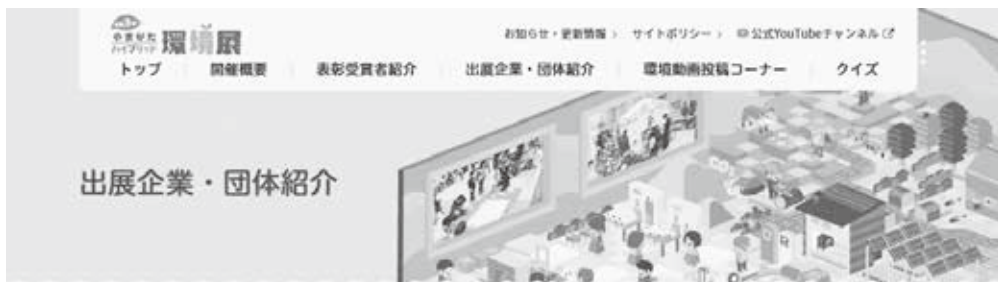 やまがた
ハイブリッド 環境展
お知らせ・更新情報 > サイトポリシー > 公式YouTubeチャンネル
トップ 開催概要 表彰受賞者紹介 出展企業・団体紹介 環境動画投稿コーナー クイズ
出展企業・団体紹介